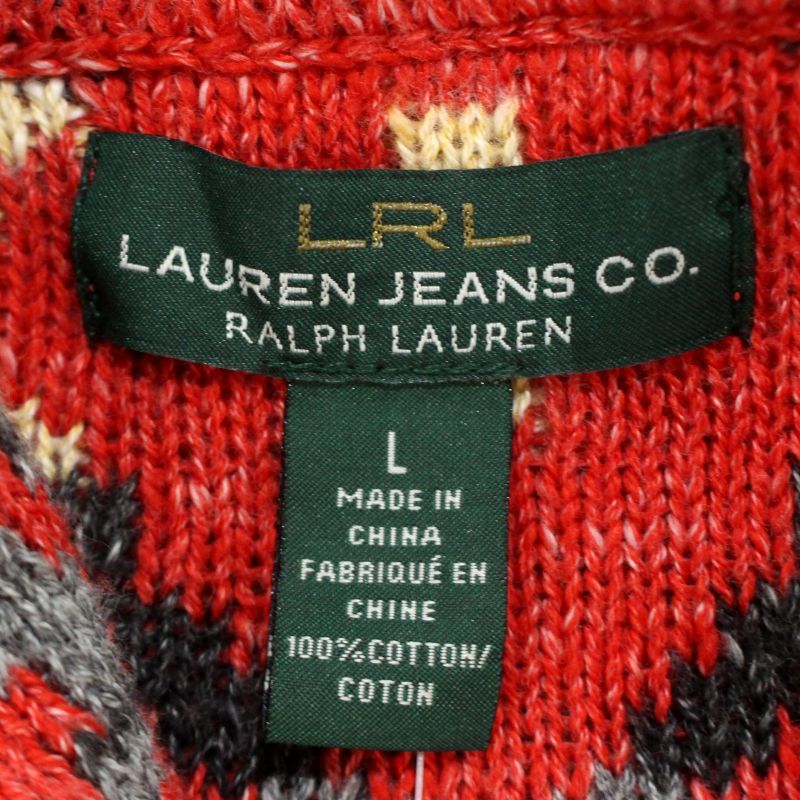 LRL
LAUREN JEANS CO.
RALPH LAUREN
L
MADE IN
CHINA
FABRIQUÉ EN
CHINE
100%COTTON/
COTON